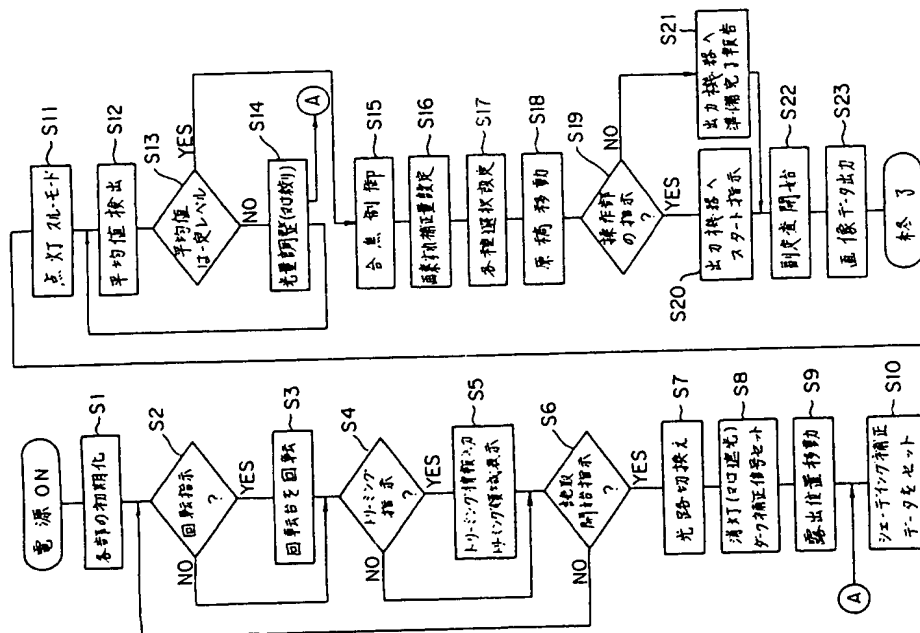 電源ON
S1
各部の初期化
S2
回転指示
?
YES
NO
S3
回転台を回転
S4
トリーミング
指示
?
YES
NO
S5
トリーミング情報入力
トリーミング領域表示
S6
読取
開始指示
?
YES
NO
S7
光路切換え
S8
消灯(マロ遮光)
ダーク補正信号セット
S9
露出位置移動
A
S10
シェーディング補正
データをセット
S11
点灯スルーモード
S12
平均値検出
S13
平均値
は一定レベル
?
YES
NO
S14
光量調整(マロ絞り)
A
S15
合焦制御
S16
画素ずれ補正量設定
S17
各種選択設定
S18
原稿移動
S19
操作部
の指示
?
NO
YES
S20
出力機器へ
スタート指示
S21
出力機器へ
準備完了報告
S22
副走査開始
S23
画像データ出力
終了